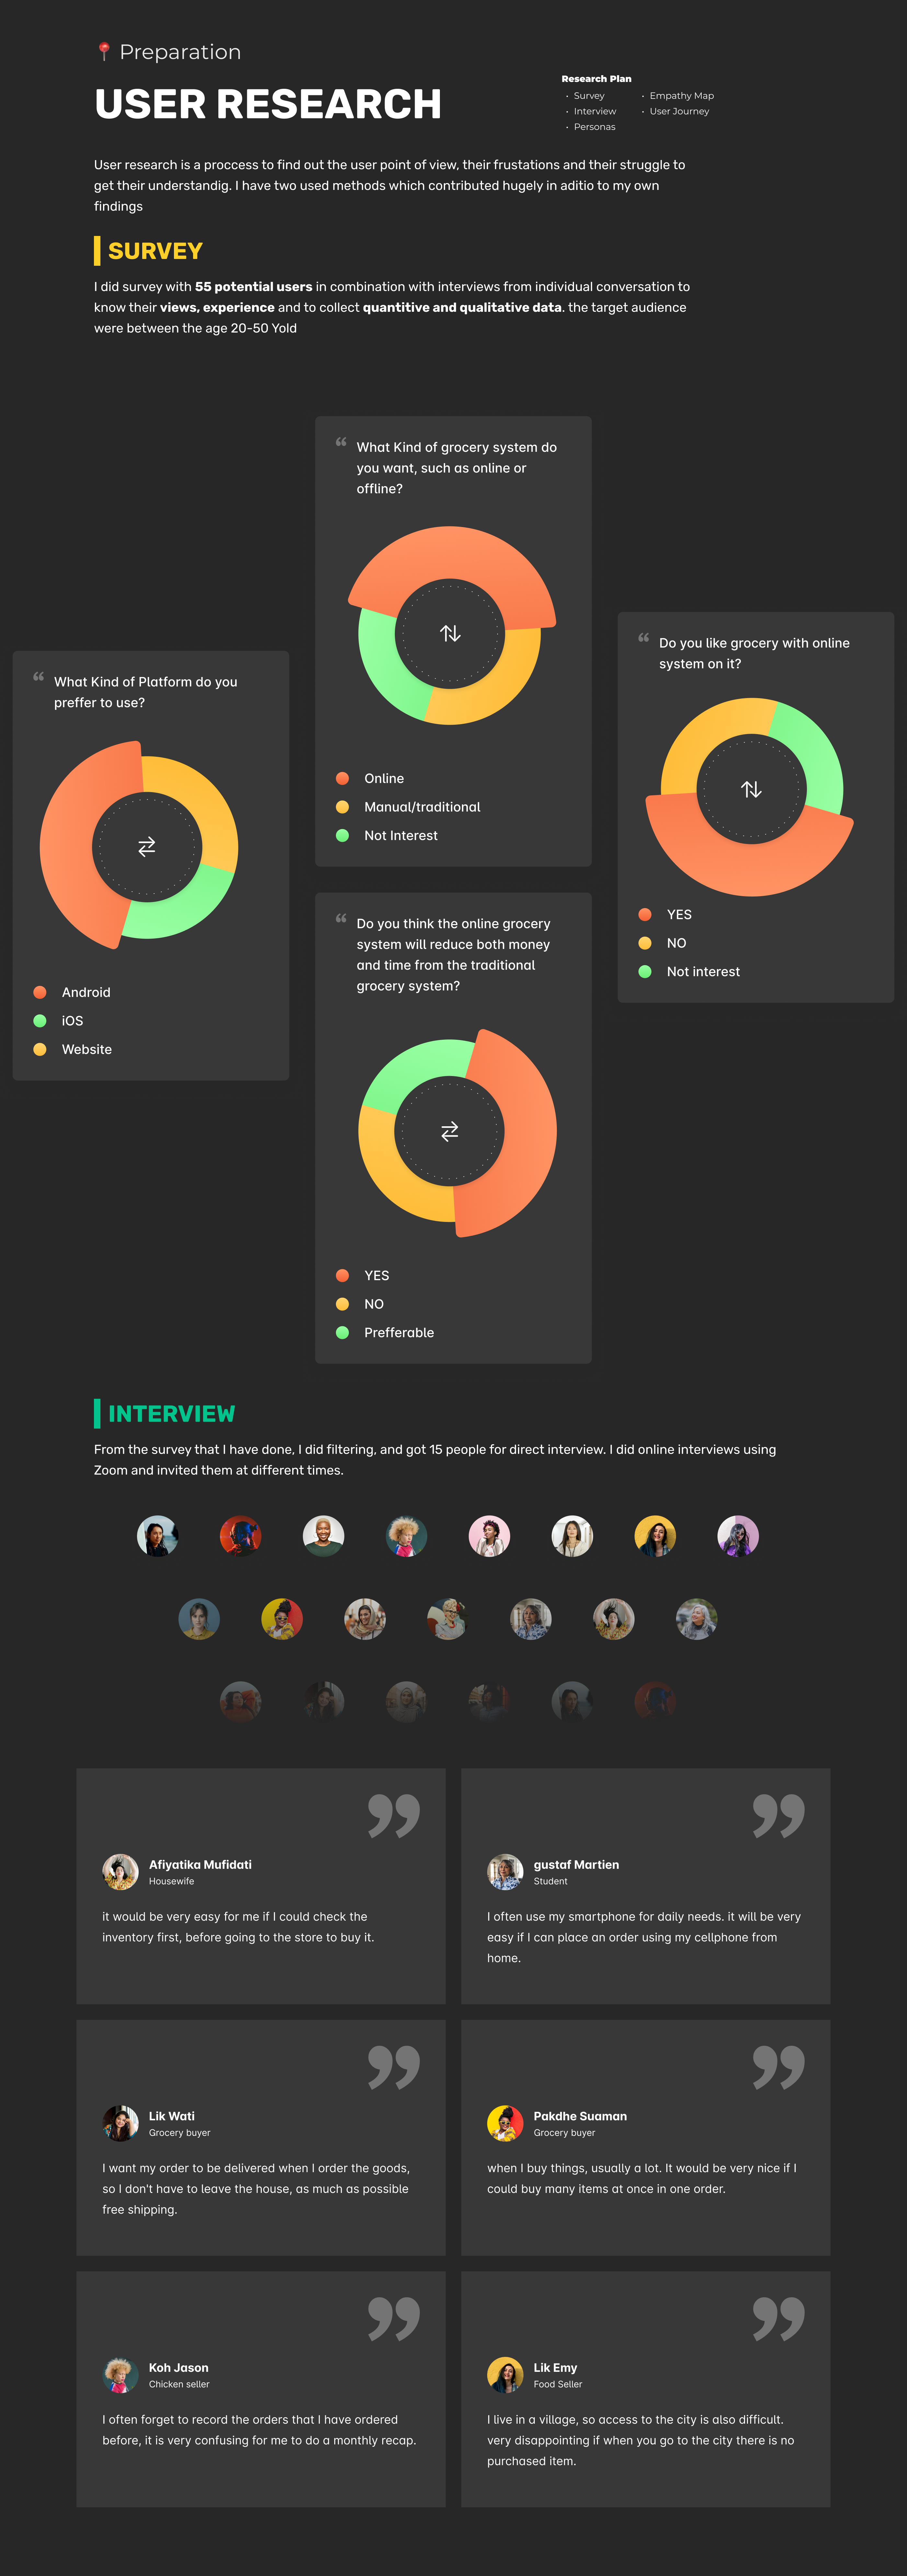 Preparation
USER RESEARCH
Research Plan
• Survey
• Interview
• Personas
• Empathy Map
• User Journey
User research is a proccess to find out the user point of view, their frustations and their struggle to
get their understandig. I have two used methods which contributed hugely in aditio to my own
findings
SURVEY
I did survey with 55 potential users in combination with interviews from individual conversation to
know their views, experience and to collect quantitive and qualitative data. the target audience
were between the age 20-50 Yold
“ What Kind of grocery system do
you want, such as online or
offline?
Online
Manual/traditional
Not Interest
“ Do you like grocery with online
system on it?
YES
NO
Not interest
“ What Kind of Platform do you
preffer to use?
Android
iOS
Website
“ Do you think the online grocery
system will reduce both money
and time from the traditional
grocery system?
YES
NO
Prefferable
INTERVIEW
From the survey that I have done, I did filtering, and got 15 people for direct interview. I did online interviews using
Zoom and invited them at different times.
”
Afiyatika Mufidati
Housewife
it would be very easy for me if I could check the
inventory first, before going to the store to buy it.
”
gustaf Martien
Student
I often use my smartphone for daily needs. it will be very
easy if I can place an order using my cellphone from
home.
”
Lik Wati
Grocery buyer
I want my order to be delivered when I order the goods,
so I don't have to leave the house, as much as possible
free shipping.
”
Pakdhe Suaman
Grocery buyer
when I buy things, usually a lot. It would be very nice if I
could buy many items at once in one order.
”
Koh Jason
Chicken seller
I often forget to record the orders that I have ordered
before, it is very confusing for me to do a monthly recap.
”
Lik Emy
Food Seller
I live in a village, so access to the city is also difficult.
very disappointing if when you go to the city there is no
purchased item.